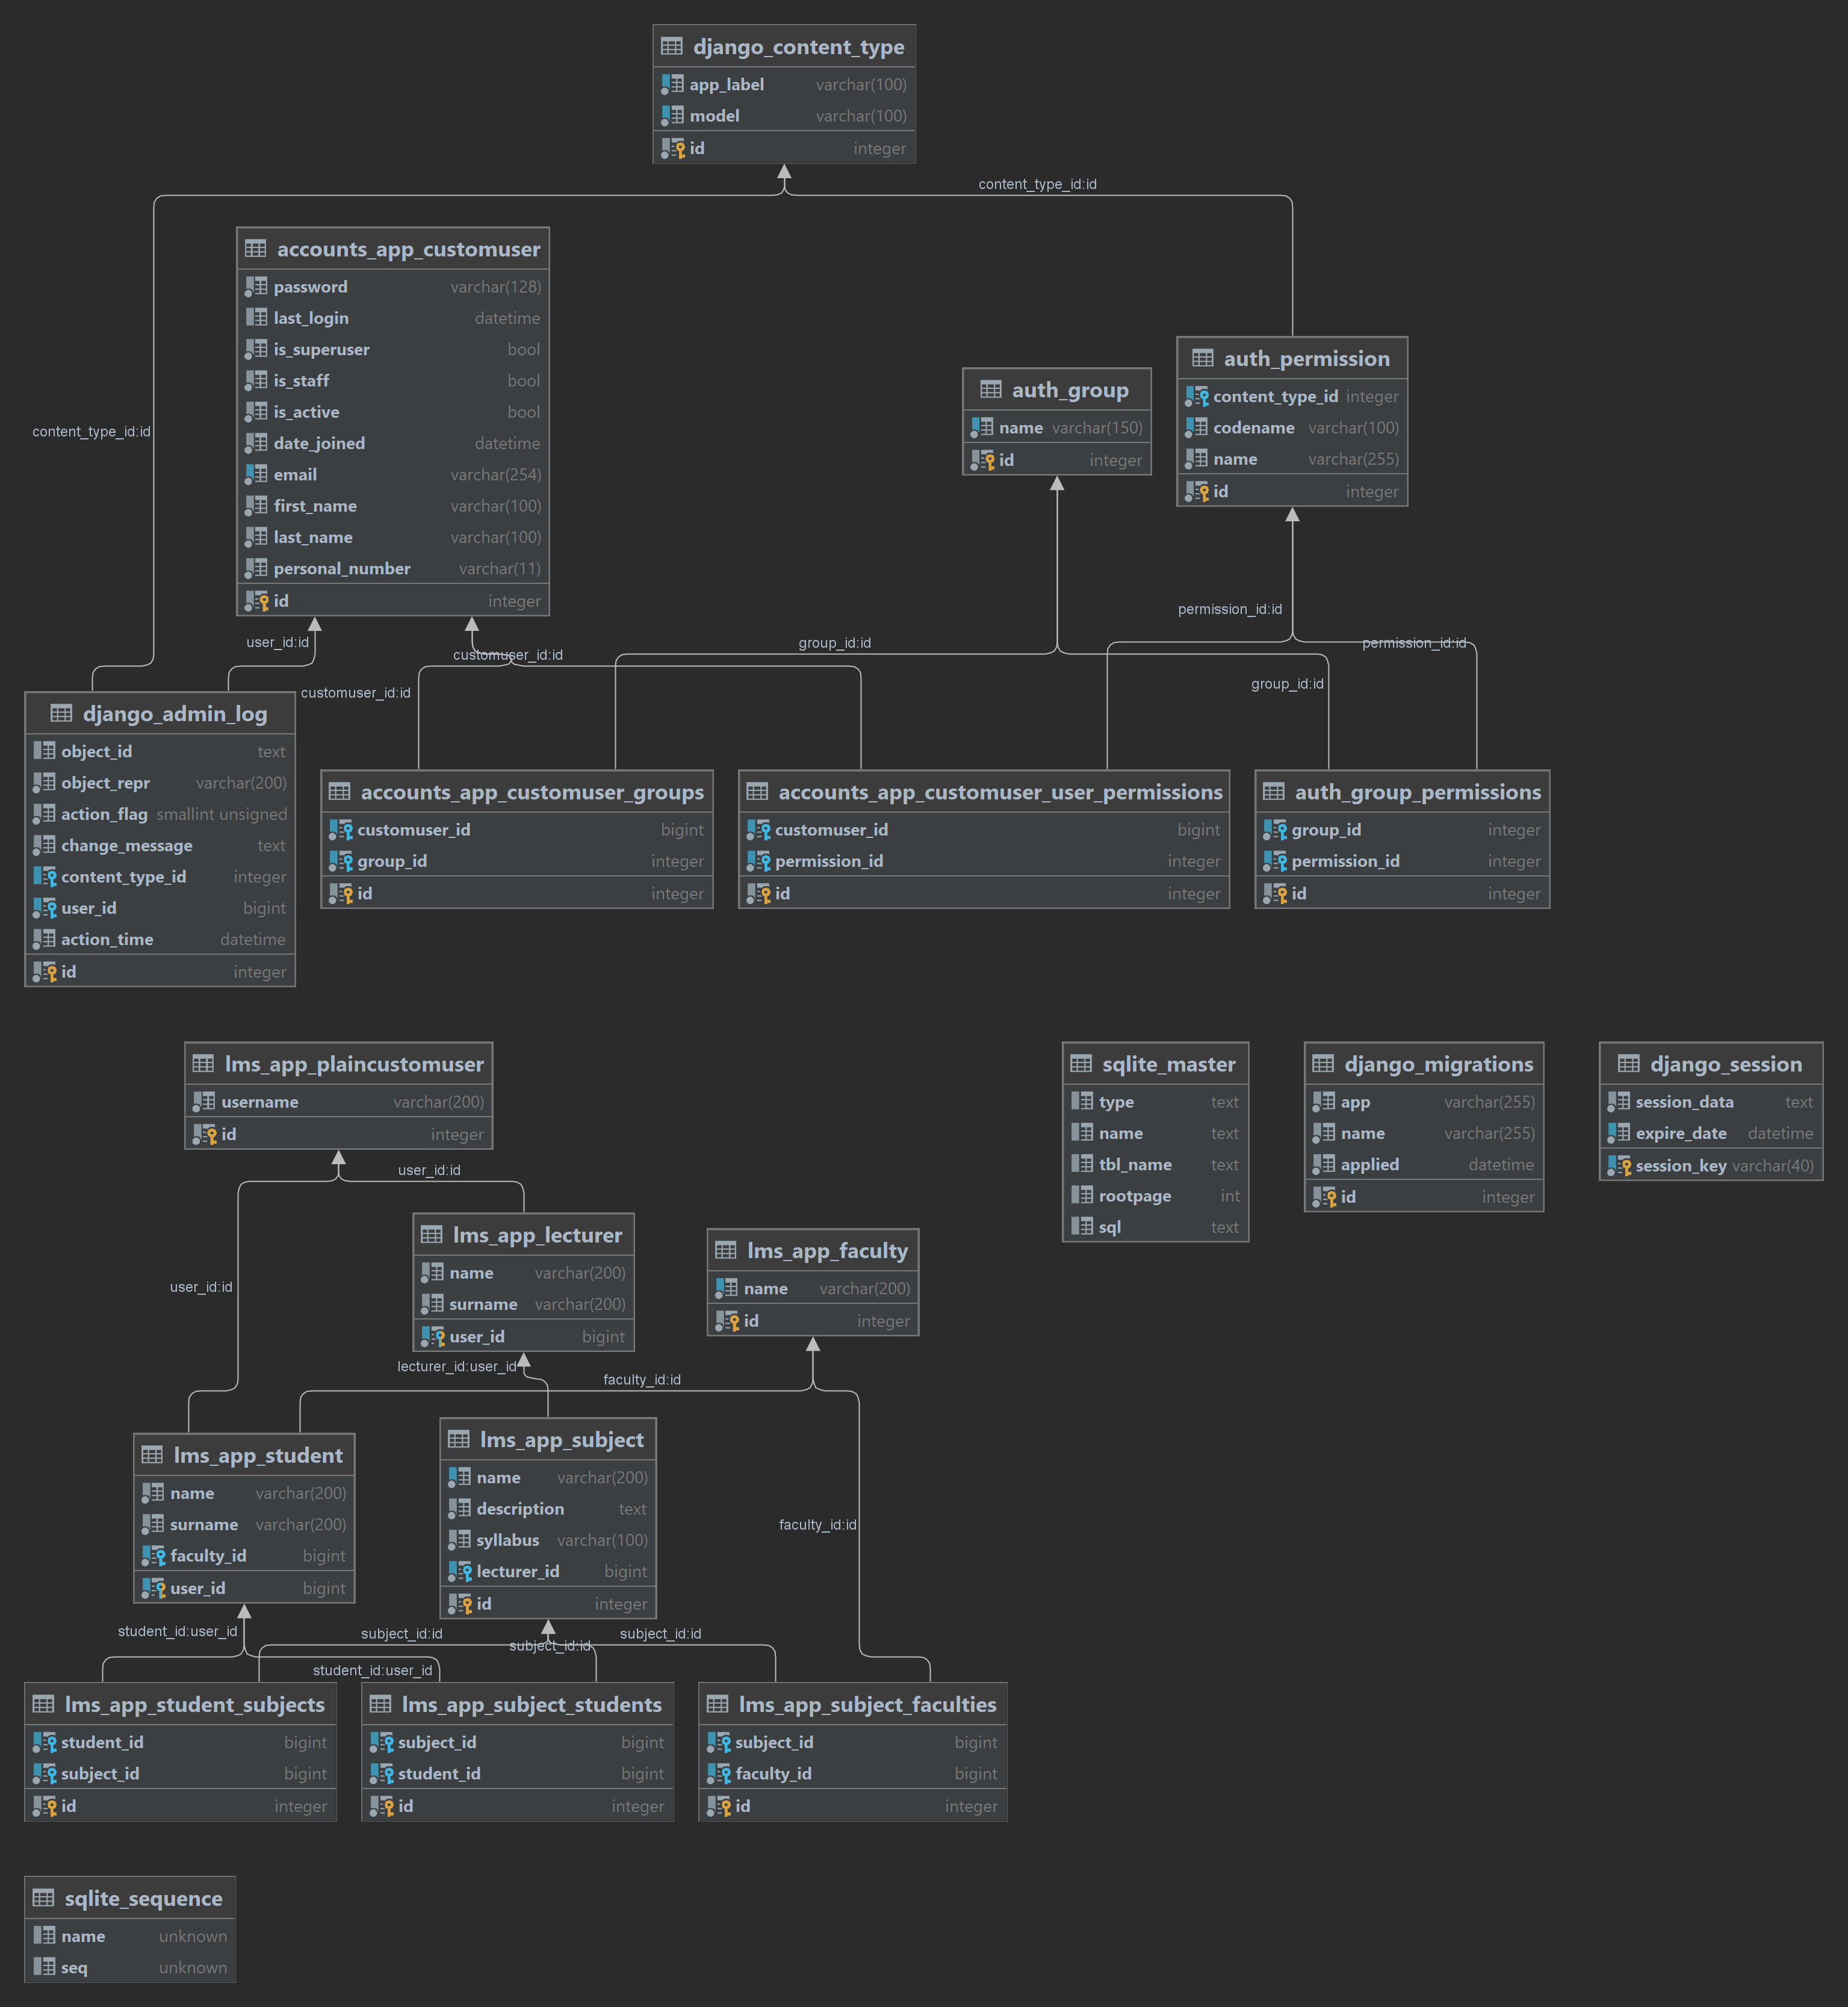 django_content_type
app_label varchar(100)
model varchar(100)
id integer
content_type_id:id
content_type_id:id
accounts_app_customuser
password varchar(128)
last_login datetime
is_superuser bool
is_staff bool
is_active bool
date_joined datetime
email varchar(254)
first_name varchar(100)
last_name varchar(100)
personal_number varchar(11)
id integer
auth_group
name varchar(150)
id integer
auth_permission
content_type_id integer
codename varchar(100)
name varchar(255)
id integer
user_id:id
customuser_id:id
customuser_id:id
group_id:id
permission_id:id
permission_id:id
group_id:id
django_admin_log
object_id text
object_repr varchar(200)
action_flag smallint unsigned
change_message text
content_type_id integer
user_id bigint
action_time datetime
id integer
accounts_app_customuser_groups
customuser_id bigint
group_id integer
id integer
accounts_app_customuser_user_permissions
customuser_id bigint
permission_id integer
id integer
auth_group_permissions
group_id integer
permission_id integer
id integer
lms_app_plaincustomuser
username varchar(200)
id integer
sqlite_master
type text
name text
tbl_name text
rootpage int
sql text
django_migrations
app varchar(255)
name varchar(255)
applied datetime
id integer
django_session
session_data text
expire_date datetime
session_key varchar(40)
user_id:id
user_id:id
lms_app_lecturer
name varchar(200)
surname varchar(200)
user_id bigint
lms_app_faculty
name varchar(200)
id integer
lecturer_id:user_id
faculty_id:id
faculty_id:id
lms_app_student
name varchar(200)
surname varchar(200)
faculty_id bigint
user_id bigint
lms_app_subject
name varchar(200)
description text
syllabus varchar(100)
lecturer_id bigint
id integer
student_id:user_id
subject_id:id
subject_id:id
subject_id:id
student_id:user_id
lms_app_student_subjects
student_id bigint
subject_id bigint
id integer
lms_app_subject_students
subject_id bigint
student_id bigint
id integer
lms_app_subject_faculties
subject_id bigint
faculty_id bigint
id integer
sqlite_sequence
name unknown
seq unknown